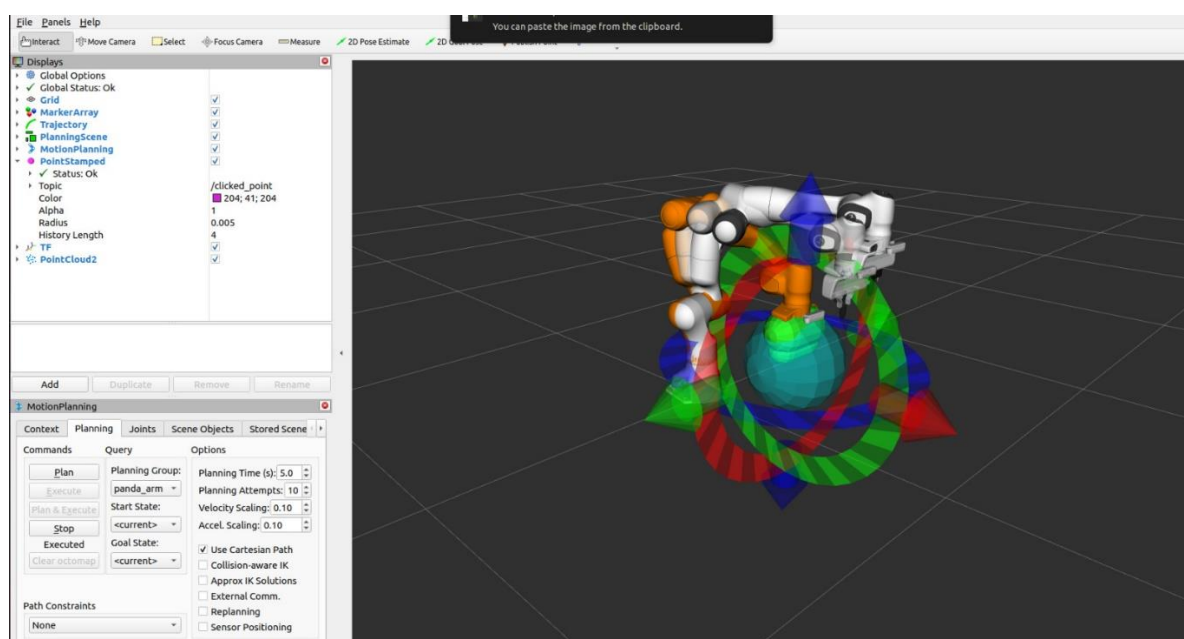 You can paste the image from the clipboard.
File Panels Help
Interact Move Camera Select Focus Camera Measure 2D Pose Estimate 2D
Displays
Global Options
Global Status: Ok
Grid
MarkerArray
Trajectory
PlanningScene
MotionPlanning
PointStamped
Status: Ok
Topic /clicked_point
Color 204; 41; 204
Alpha 1
Radius 0.005
History Length 4
TF
PointCloud2
Add Duplicate Remove Rename
MotionPlanning
Context Planning Joints Scene Objects Stored Scene
Commands Query Options
Plan Planning Group: Planning Time (s): 5.0
Execute panda_arm Planning Attempts: 10
Plan & Execute Start State: Velocity Scaling: 0.10
Stop <current> Accel. Scaling: 0.10
Executed Goal State: Use Cartesian Path
Clear octomap <current> Collision-aware IK
Approx IK Solutions
External Comm.
Path Constraints Replanning
None Sensor Positioning